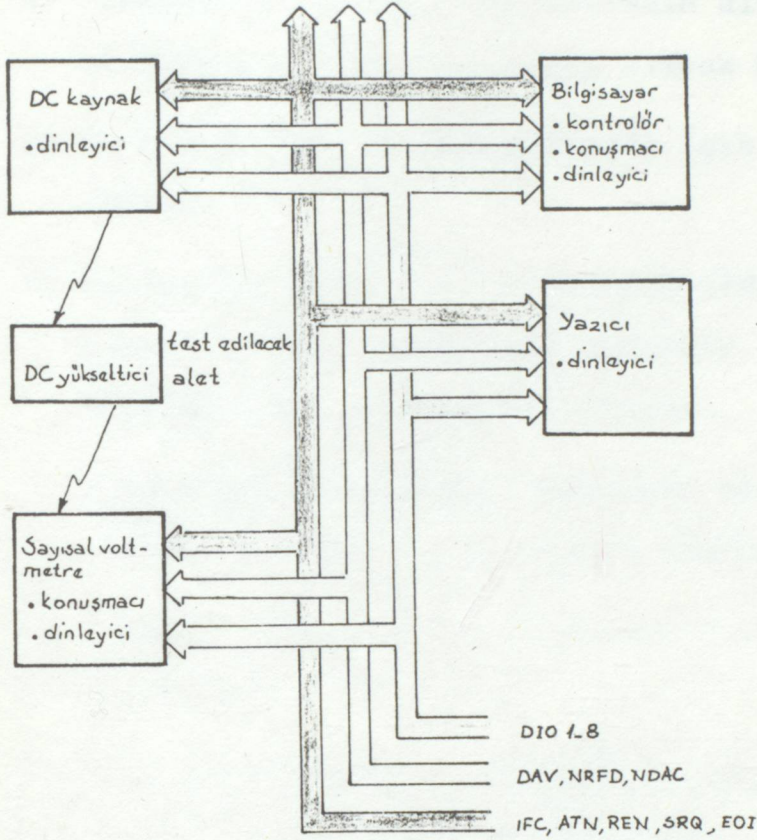 DC kaynak
• dinleyici
Bilgisayar
• kontrolör
• konuşmacı
• dinleyici
DC yükseltici
test edilecek
alet
Yazıcı
• dinleyici
Sayısal volt-
metre
• konuşmacı
• dinleyici
DIO 1-8
DAV, NRFD, NDAC
IFC, ATN, REN, SRQ, EOI